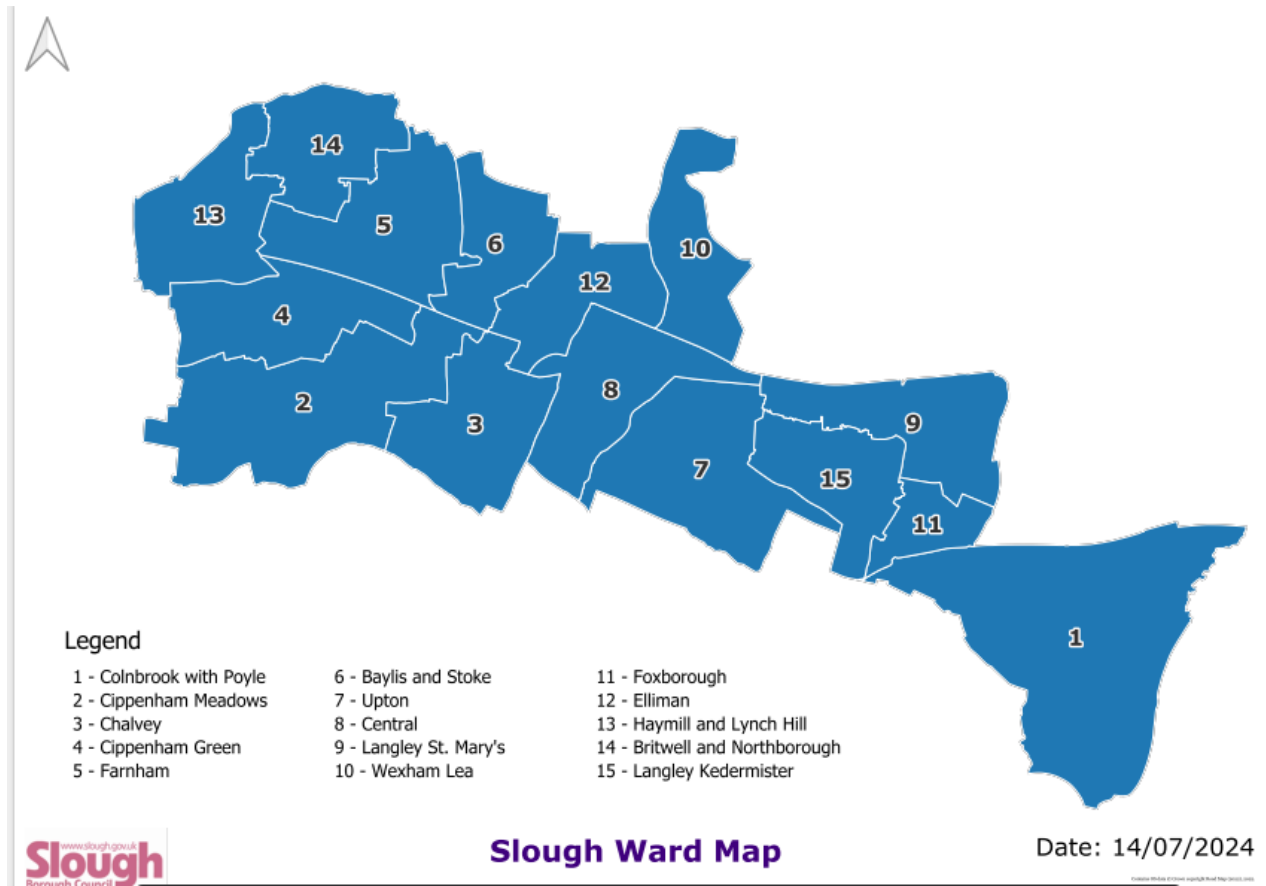 14
13
5
6
10
12
4
8
2
9
3
7
15
11
1
Legend
1 - Colnbrook with Poyle
2 - Cippenham Meadows
3 - Chalvey
4 - Cippenham Green
5 - Farnham
6 - Baylis and Stoke
7 - Upton
8 - Central
9 - Langley St. Mary's
10 - Wexham Lea
11 - Foxborough
12 - Elliman
13 - Haymill and Lynch Hill
14 - Britwell and Northborough
15 - Langley Kedermister
www.slough.gov.uk
Slough
Borough Council
Slough Ward Map
Date: 14/07/2024